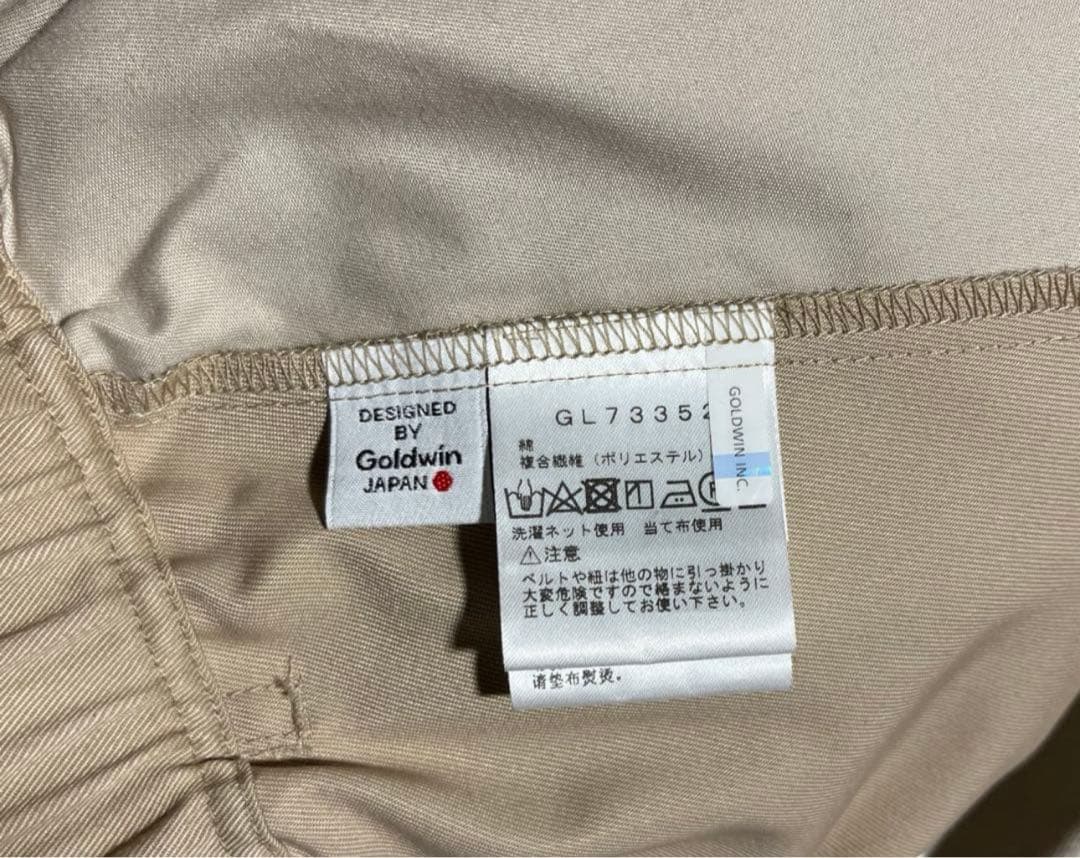 DESIGNED
BY
Goldwin
JAPAN
GL73352
綿
複合繊維（ポリエステル）
洗濯ネット使用 当て布使用
注意
ベルトや紐は他の物に引っ掛かり
大変危険ですので絡まないように
正しく調整してお使い下さい。
请垫布熨烫。
GOLDWIN INC.